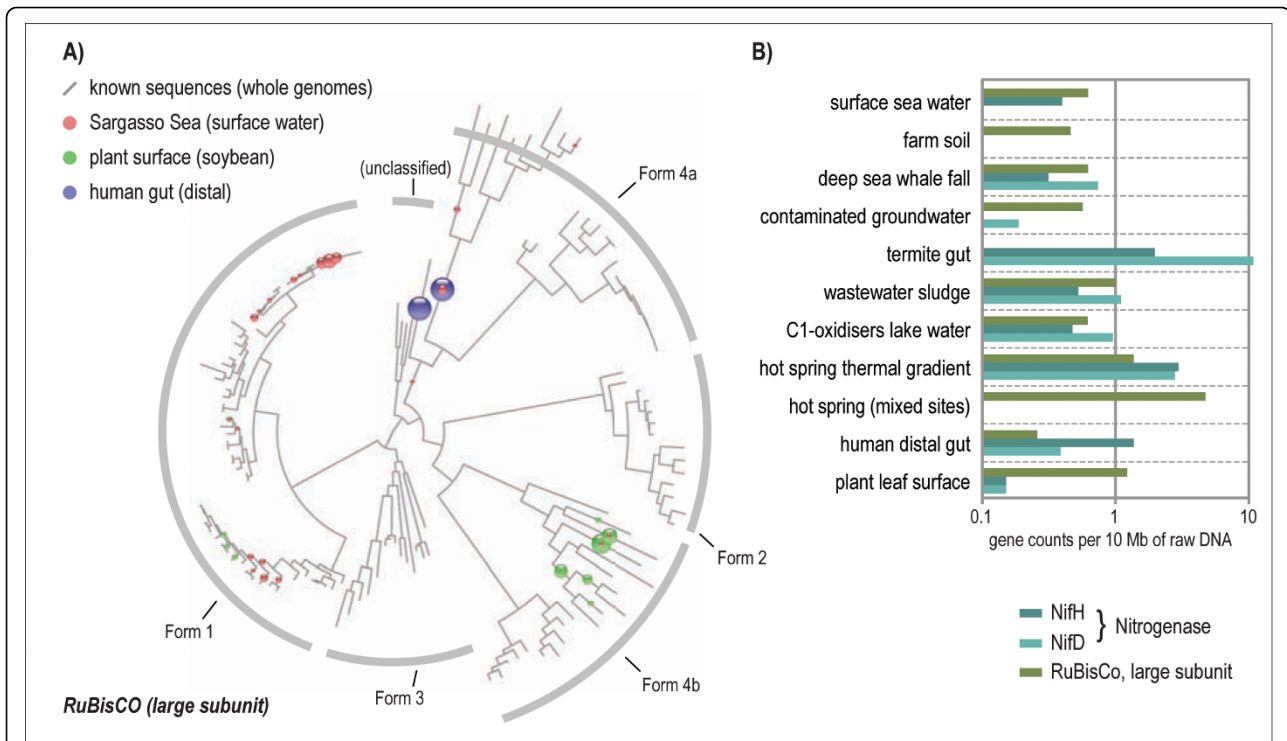 A)
known sequences (whole genomes)
Sargasso Sea (surface water)
plant surface (soybean)
human gut (distal)
(unclassified)
Form 4a
Form 2
Form 1
Form 3
Form 4b
RuBisCO (large subunit)
B)
surface sea water
farm soil
deep sea whale fall
contaminated groundwater
termite gut
wastewater sludge
C1-oxidisers lake water
hot spring thermal gradient
hot spring (mixed sites)
human distal gut
plant leaf surface
0.1 1 10
gene counts per 10 Mb of raw DNA
NifH
NifD
} Nitrogenase
RuBisCo, large subunit